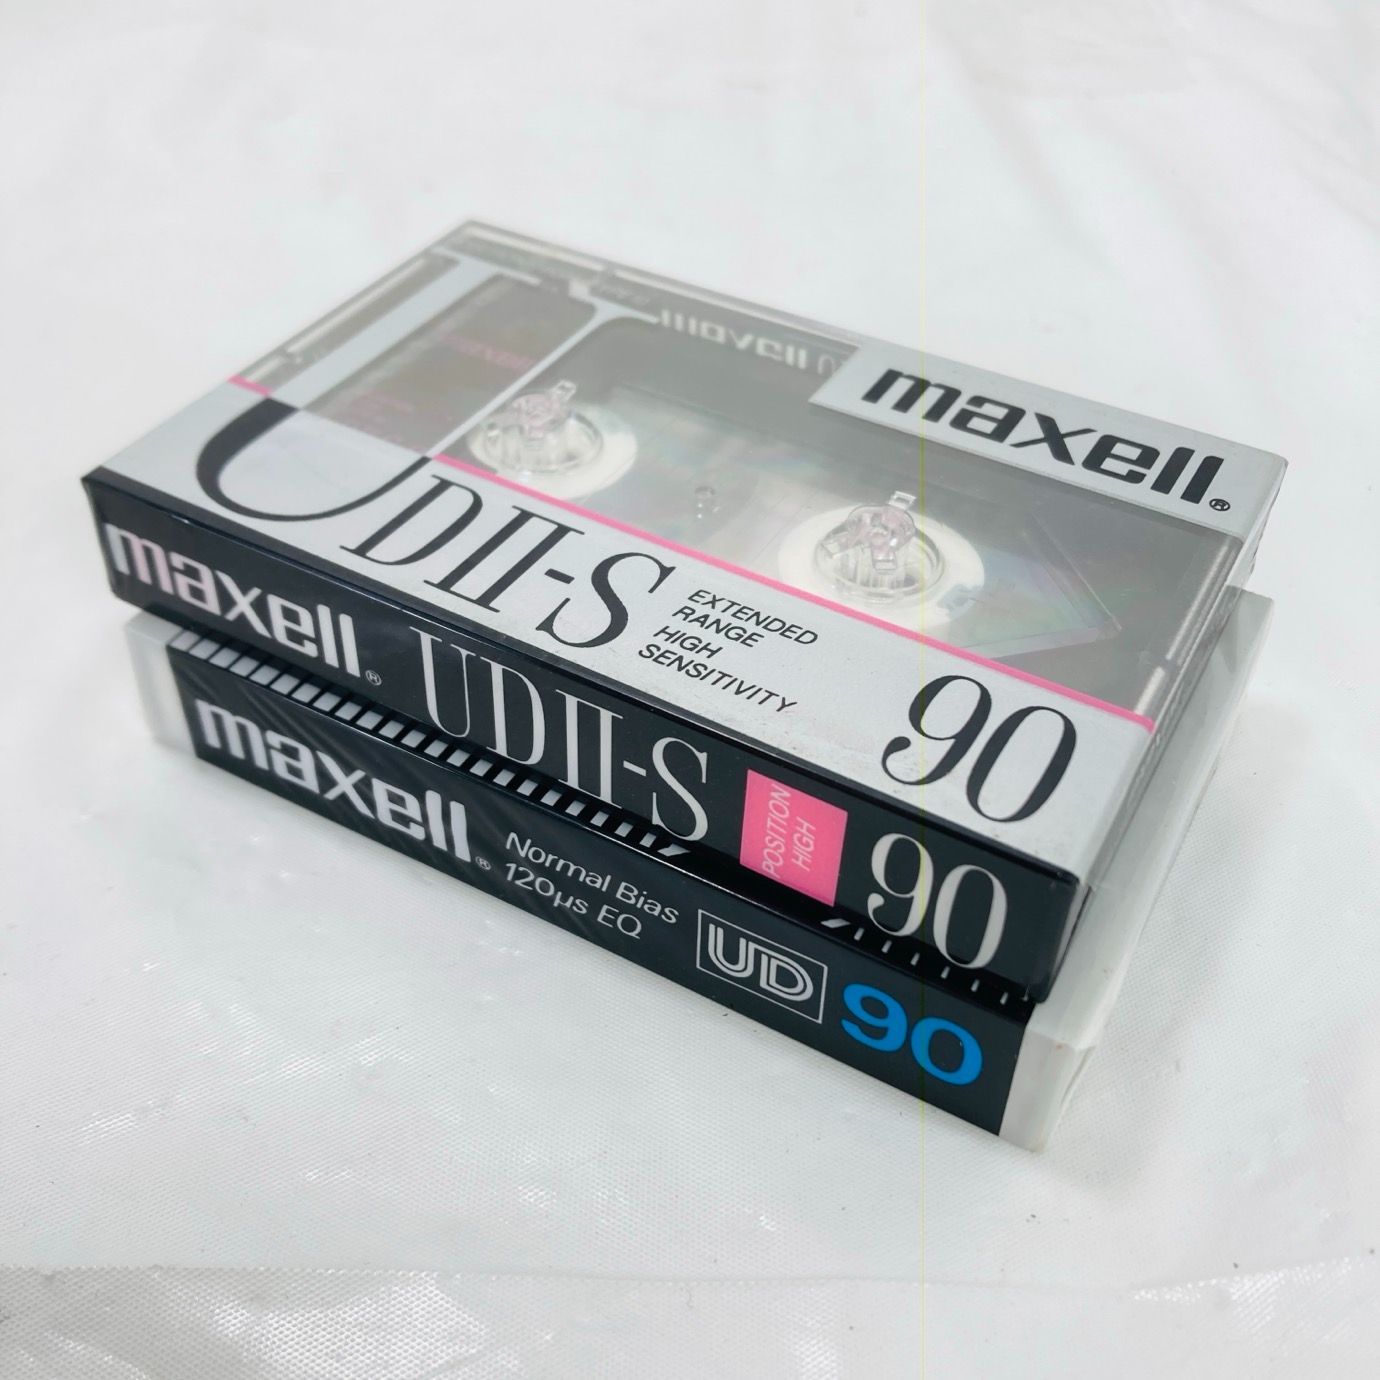 maxell
maxell®
UDII-S
EXTENDED
RANGE
HIGH
SENSITIVITY
90
maxell®
UDII-S
POSITION
HIGH
90
maxell®
Normal Bias
120µs EQ
UD
90